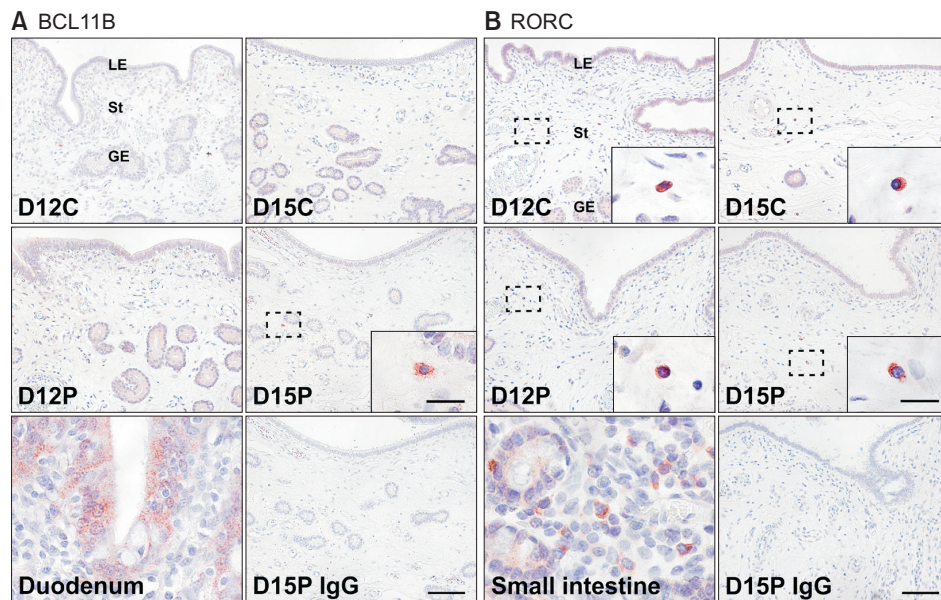 A BCL11B
LE
St
GE
D12C
D15C
D12P
D15P
Duodenum
D15P IgG
B RORC
LE
St
GE
D12C
D15C
D12P
D15P
Small intestine
D15P IgG